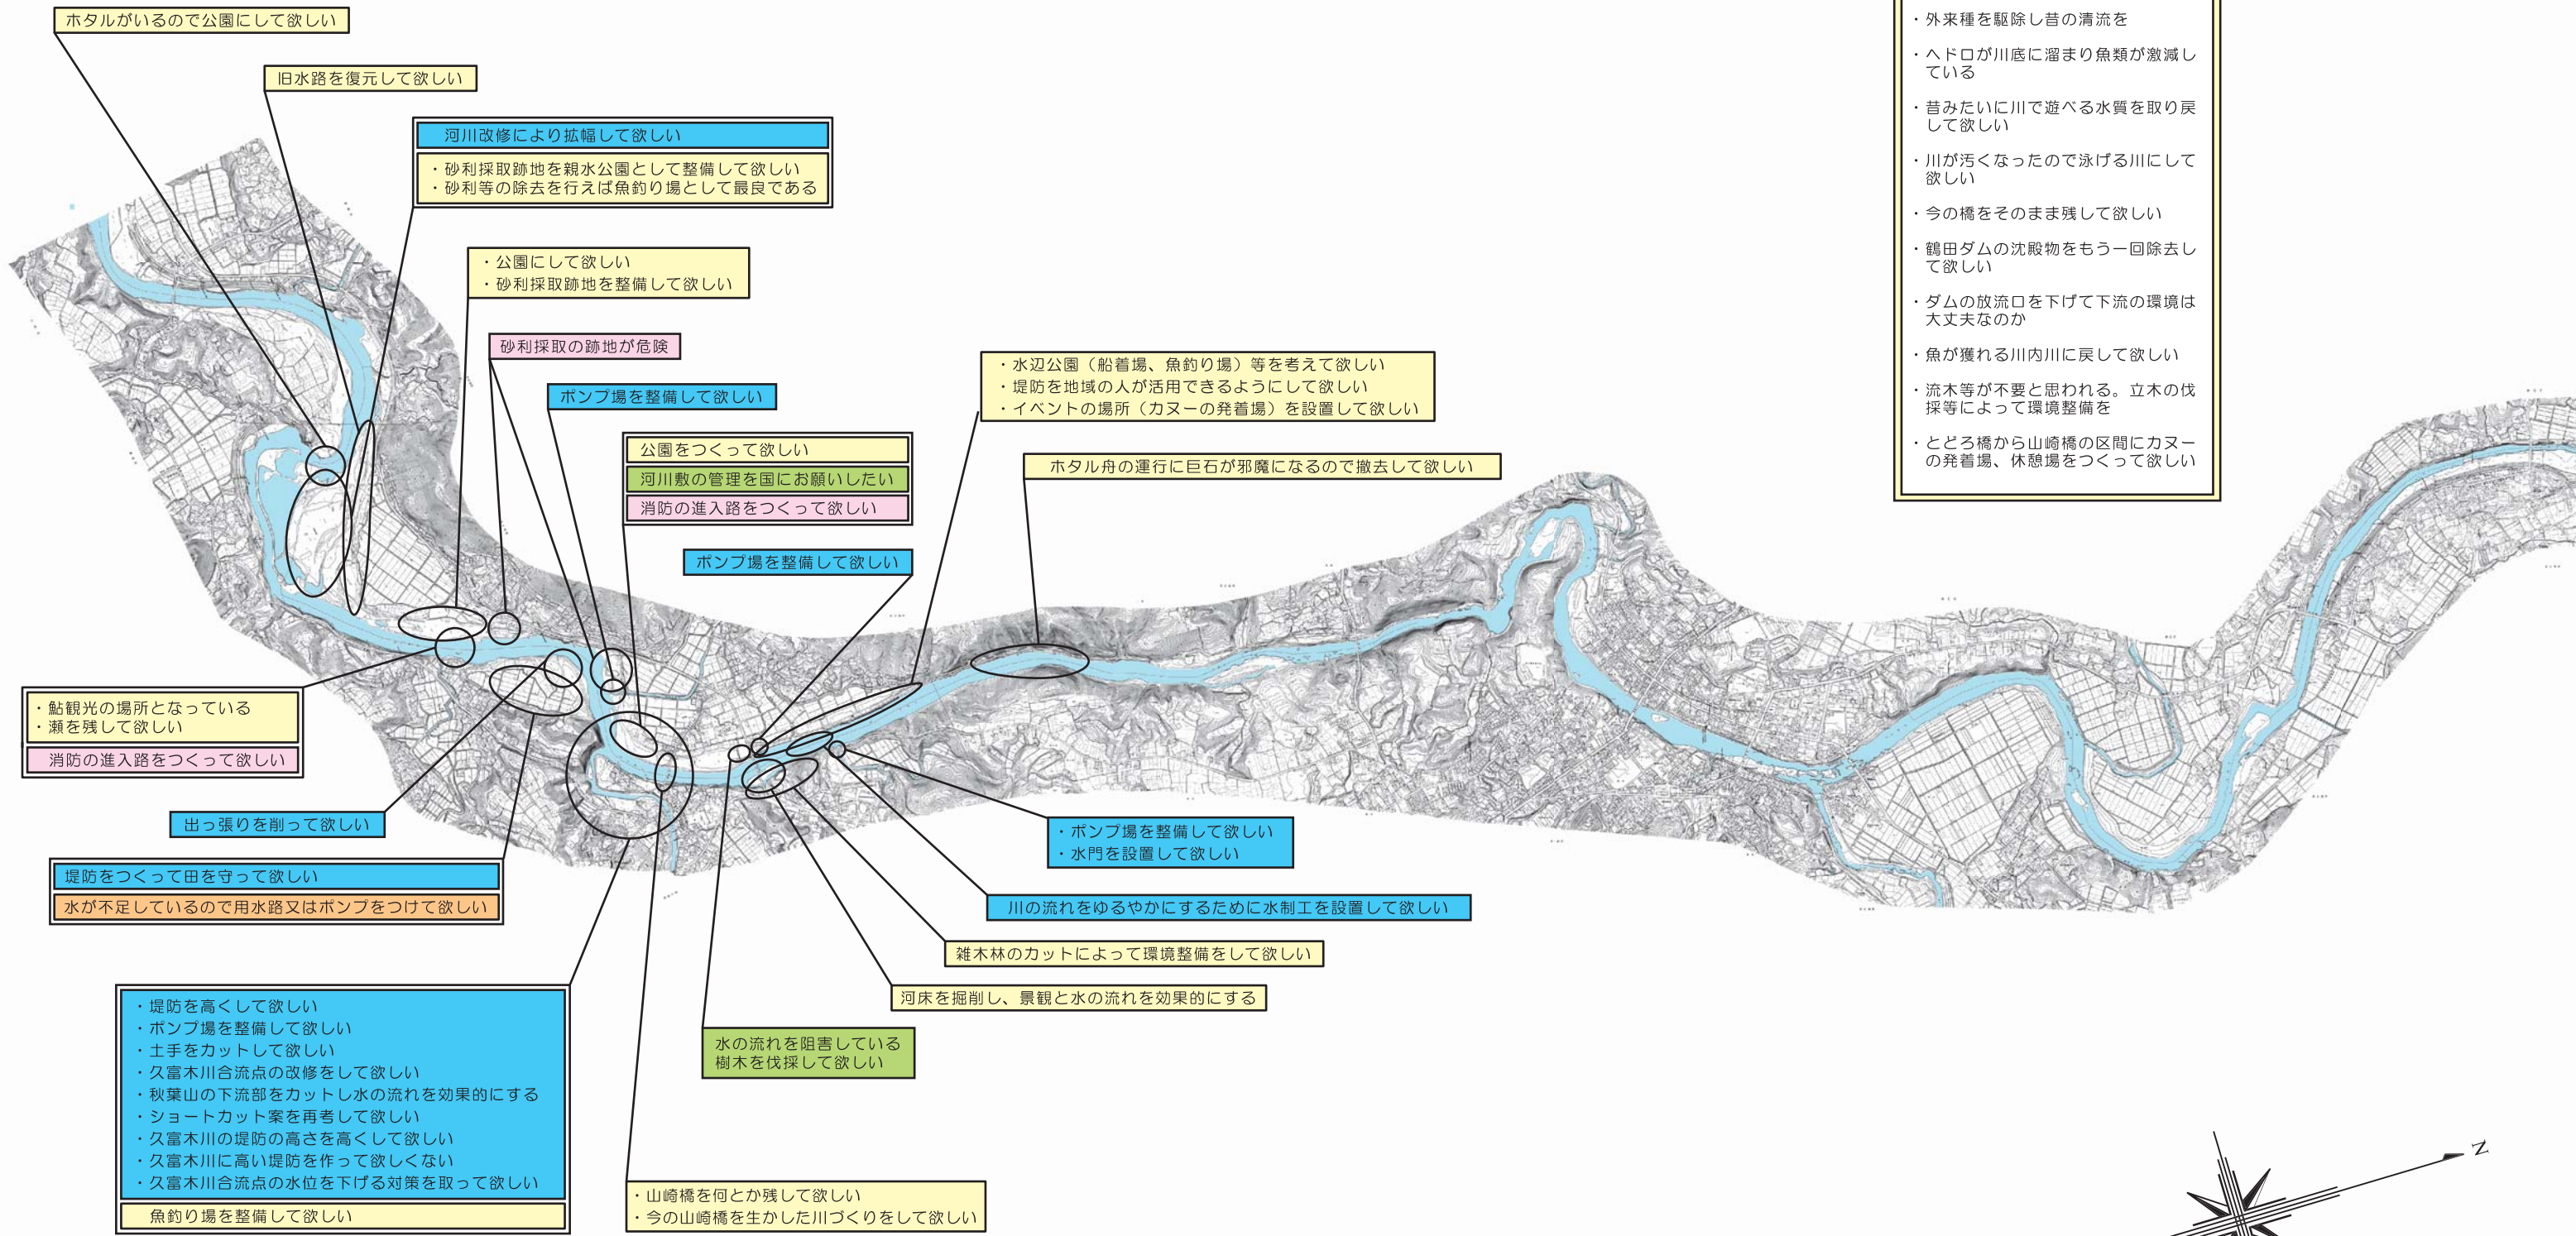 ホタルがいるので公園にして欲しい
旧水路を復元して欲しい
河川改修により拡幅して欲しい
・砂利採取跡地を親水公園として整備して欲しい
・砂利等の除去を行えば魚釣り場として最良である
・公園にして欲しい
・砂利採取跡地を整備して欲しい
砂利採取の跡地が危険
ポンプ場を整備して欲しい
公園をつくって欲しい
河川敷の管理を国にお願いしたい
消防の進入路をつくって欲しい
ポンプ場を整備して欲しい
・水辺公園（船着場、魚釣り場）等を考えて欲しい
・堤防を地域の人が活用できるようにして欲しい
・イベントの場所（カヌーの発着場）を設置して欲しい
ホタル舟の運行に巨石が邪魔になるので撤去して欲しい
・外来種を駆除し昔の清流を
・ヘドロが川底に溜まり魚類が激減し
ている
・昔みたいに川で遊べる水質を取り戻
して欲しい
・川が汚くなったので泳げる川にして
欲しい
・今の橋をそのまま残して欲しい
・鶴田ダムの沈殿物をもう一回除去し
て欲しい
・ダムの放流口を下げて下流の環境は
大丈夫なのか
・魚が獲れる川内川に戻して欲しい
・流木等が不要と思われる。立木の伐
採等によって環境整備を
・とどろ橋から山崎橋の区間にカヌー
の発着場、休憩場をつくって欲しい
・鮎観光の場所となっている
・瀬を残して欲しい
消防の進入路をつくって欲しい
出っ張りを削って欲しい
堤防をつくって田を守って欲しい
水が不足しているので用水路又はポンプをつけて欲しい
・堤防を高くして欲しい
・ポンプ場を整備して欲しい
・土手をカットして欲しい
・久富木川合流点の改修をして欲しい
・秋葉山の下流部をカットし水の流れを効果的にする
・ショートカット案を再考して欲しい
・久富木川の堤防の高さを高くして欲しい
・久富木川に高い堤防を作って欲しくない
・久富木川合流点の水位を下げる対策を取って欲しい
魚釣り場を整備して欲しい
・ポンプ場を整備して欲しい
・水門を設置して欲しい
川の流れをゆるやかにするために水制工を設置して欲しい
雑木林のカットによって環境整備をして欲しい
河床を掘削し、景観と水の流れを効果的にする
水の流れを阻害している
樹木を伐採して欲しい
・山崎橋を何とか残して欲しい
・今の山崎橋を生かした川づくりをして欲しい
N